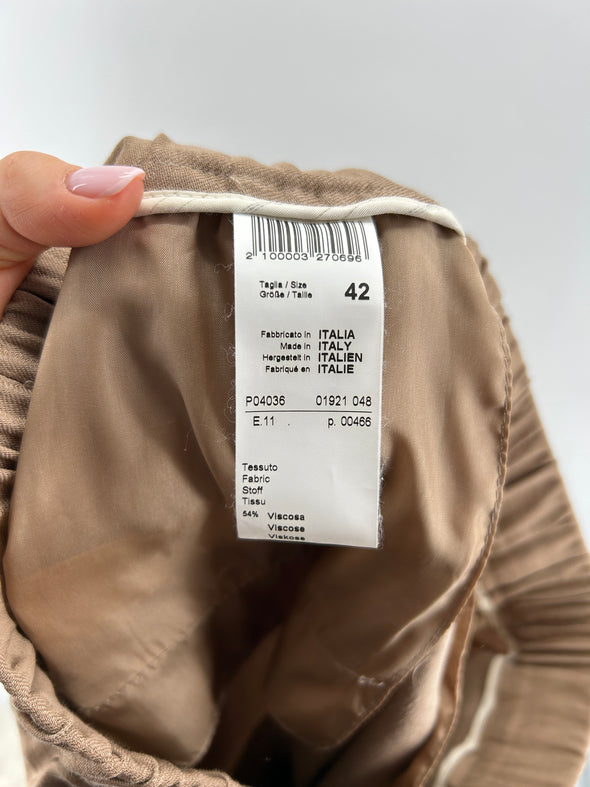 2 100003 270696
Taglia / Size
Größe / Taille 42
Fabbricato in ITALIA
Made in ITALY
Hergestellt in ITALIEN
Fabriqué en ITALIE
P04036 01921 048
E.11 . p. 00466
Tessuto
Fabric
Stoff
Tissu
54% Viscosa
Viscose
Viskose